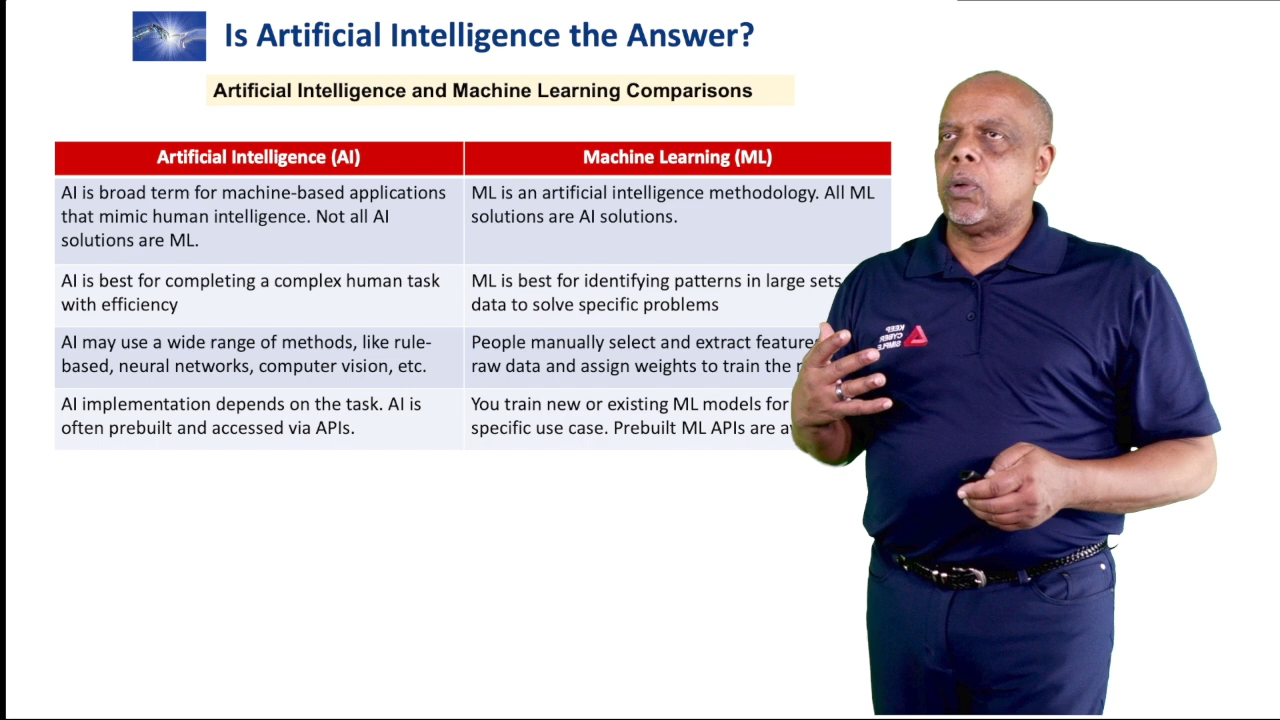 Is Artificial Intelligence the Answer?
Artificial Intelligence and Machine Learning Comparisons
Artificial Intelligence (AI)
Machine Learning (ML)
AI is broad term for machine-based applications
that mimic human intelligence. Not all AI
solutions are ML.
ML is an artificial intelligence methodology. All ML
solutions are AI solutions.
AI is best for completing a complex human task
with efficiency
ML is best for identifying patterns in large sets
data to solve specific problems
AI may use a wide range of methods, like rule-
based, neural networks, computer vision, etc.
People manually select and extract
raw data and assign weights to train the
AI implementation depends on the task. AI is
often prebuilt and accessed via APIs.
You train new or existing ML models for
specific use case. Prebuilt ML APIs are
KEEP
CYBER
SIMPLE